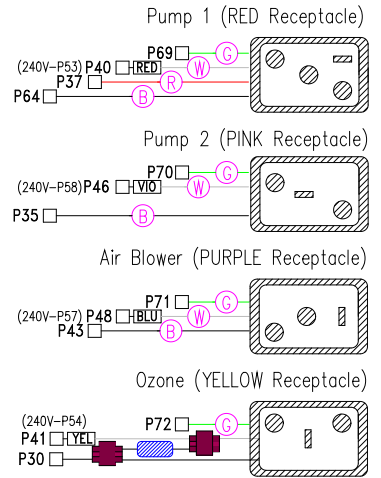 Pump 1 (RED Receptacle)
P69 G
(240V-P53) P40 RED W
P37 R
P64 B
Pump 2 (PINK Receptacle)
P70 G
(240V-P58) P46 VIO W
P35 B
Air Blower (PURPLE Receptacle)
P71 G
(240V-P57) P48 BLU W
P43 B
Ozone (YELLOW Receptacle)
(240V-P54) P72 G
P41 YEL
P30